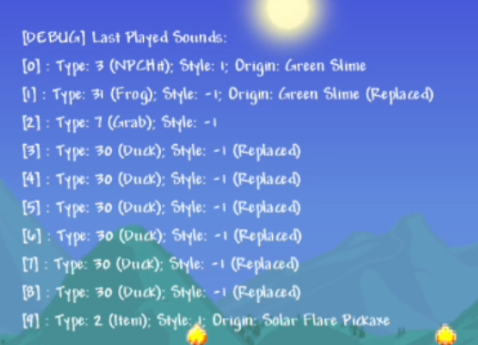 [DEBUG] Last Played Sounds:
[0] : Type: 3 (NPCHit); Style: 1; Origin: Green Slime
[1] : Type: 31 (Frog); Style: -1; Origin: Green Slime (Replaced)
[2] : Type: 7 (Grab); Style: -1
[3] : Type: 30 (Duck); Style: -1 (Replaced)
[4] : Type: 30 (Duck); Style: -1 (Replaced)
[5] : Type: 30 (Duck); Style: -1 (Replaced)
[6] : Type: 30 (Duck); Style: -1 (Replaced)
[7] : Type: 30 (Duck); Style: -1 (Replaced)
[8] : Type: 30 (Duck); Style: -1 (Replaced)
[9] : Type: 2 (Item); Style: 1; Origin: Solar Flare Pickaxe